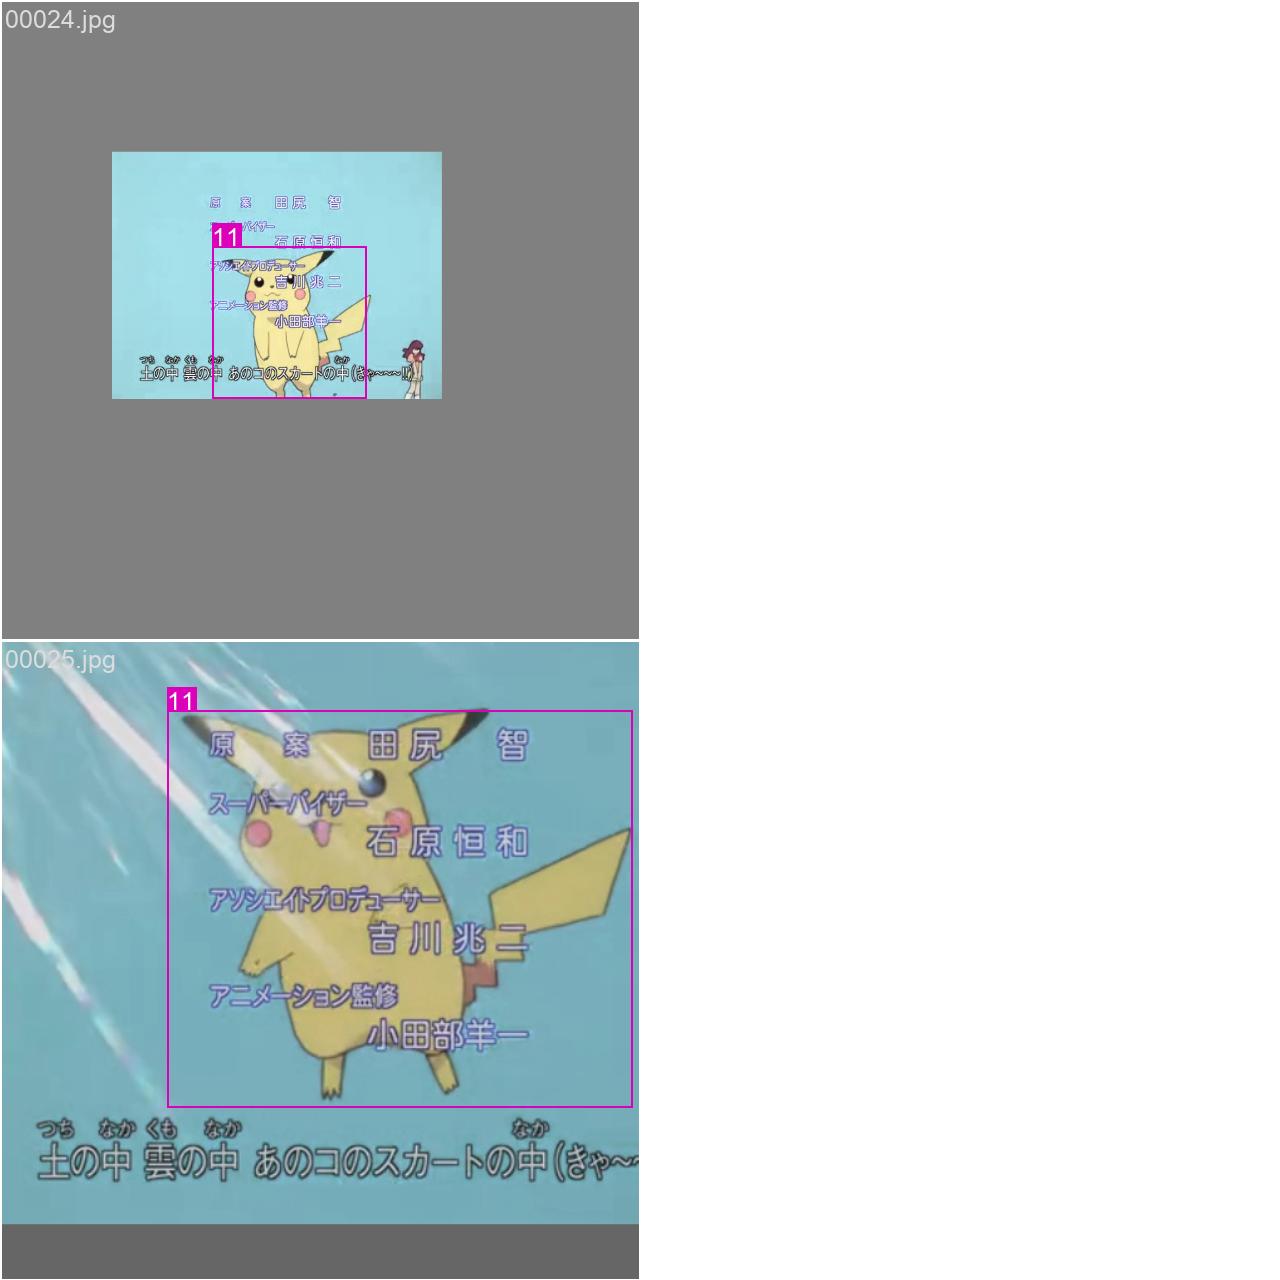 00024.jpg
原 案 田尻 智
スーパーバイザー
石原恒和
11
アソシエイトプロデューサー
吉川兆二
アニメーション監修
小田部羊一
つち なか くも なか なか
土の中 雲の中 あのコのスカートの中(きゃ〜〜〜!!)
00025.jpg
11
原 案 田尻 智
スーパーバイザー
石原恒和
アソシエイトプロデューサー
吉川兆二
アニメーション監修
小田部羊一
つち なか くも なか なか
土の中 雲の中 あのコのスカートの中(きゃ〜〜